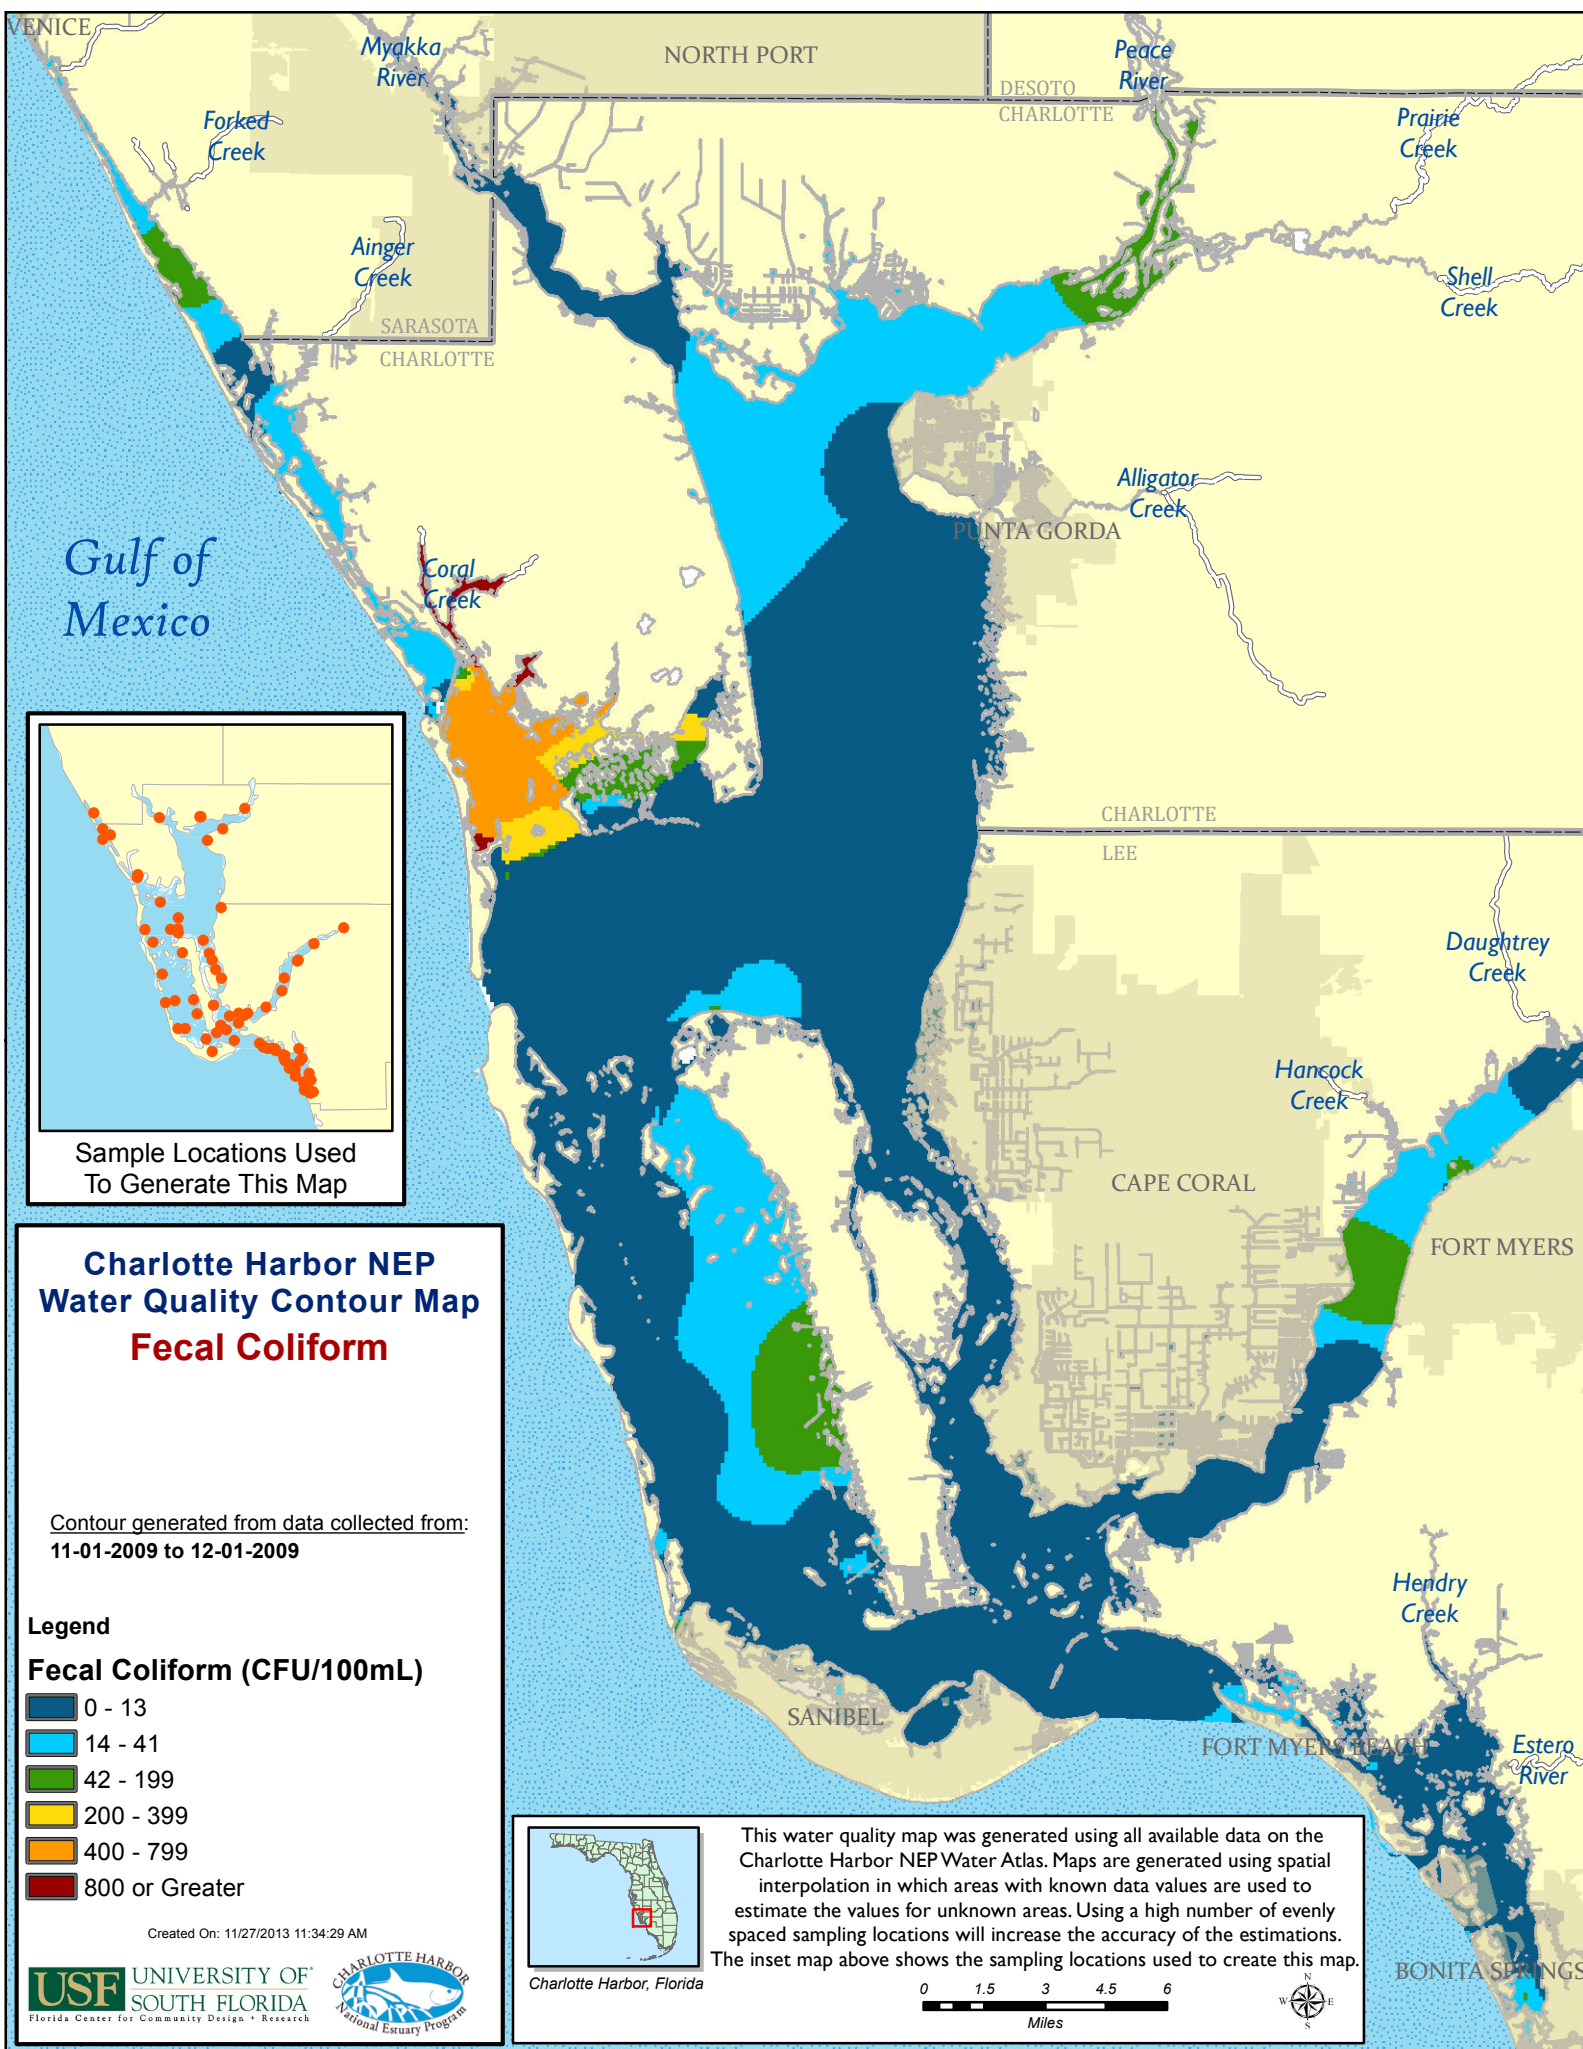 VENICE
Myakka
River
NORTH PORT
Peace
River
DESOTO
CHARLOTTE
Forked
Creek
Prairie
Creek
Ainger
Creek
Shell
Creek
SARASOTA
CHARLOTTE
Alligator
Creek
PUNTA GORDA
Gulf of
Mexico
Coral
Creek
CHARLOTTE
LEE
Daughtrey
Creek
Hancock
Creek
CAPE CORAL
FORT MYERS
Sample Locations Used
To Generate This Map
Charlotte Harbor NEP
Water Quality Contour Map
Fecal Coliform
Contour generated from data collected from:
11-01-2009 to 12-01-2009
Hendry
Creek
SANIBEL
FORT MYERS BEACH
Estero
River
BONITA SPRINGS
Legend
Fecal Coliform (CFU/100mL)
0 - 13
14 - 41
42 - 199
200 - 399
400 - 799
800 or Greater
Created On: 11/27/2013 11:34:29 AM
USF UNIVERSITY OF
SOUTH FLORIDA
Florida Center for Community Design + Research
CHARLOTTE HARBOR
National Estuary Program
Charlotte Harbor, Florida
This water quality map was generated using all available data on the
Charlotte Harbor NEP Water Atlas. Maps are generated using spatial
interpolation in which areas with known data values are used to
estimate the values for unknown areas. Using a high number of evenly
spaced sampling locations will increase the accuracy of the estimations.
The inset map above shows the sampling locations used to create this map.
0 1.5 3 4.5 6
Miles
N
W E
S